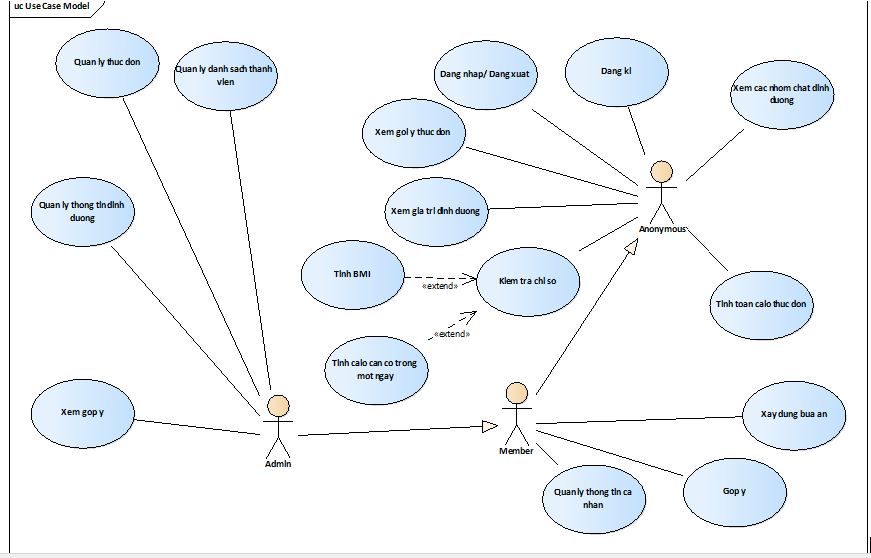 uc Use Case Model
Quan ly thuc don
Quan ly danh sach thanh
vien
Dang nhap/ Dang xuat
Dang ki
Xem cac nhom chat dinh
duong
Xem goi y thuc don
Quan ly thong tin dinh
duong
Xem gia tri dinh duong
Anonymous
Tinh BMI
«extend»
Kiem tra chi so
Tinh toan calo thuc don
«extend»
Tinh calo can co trong
mot ngay
Xem gop y
Admin
Member
Xay dung bua an
Quan ly thong tin ca
nhan
Gop y